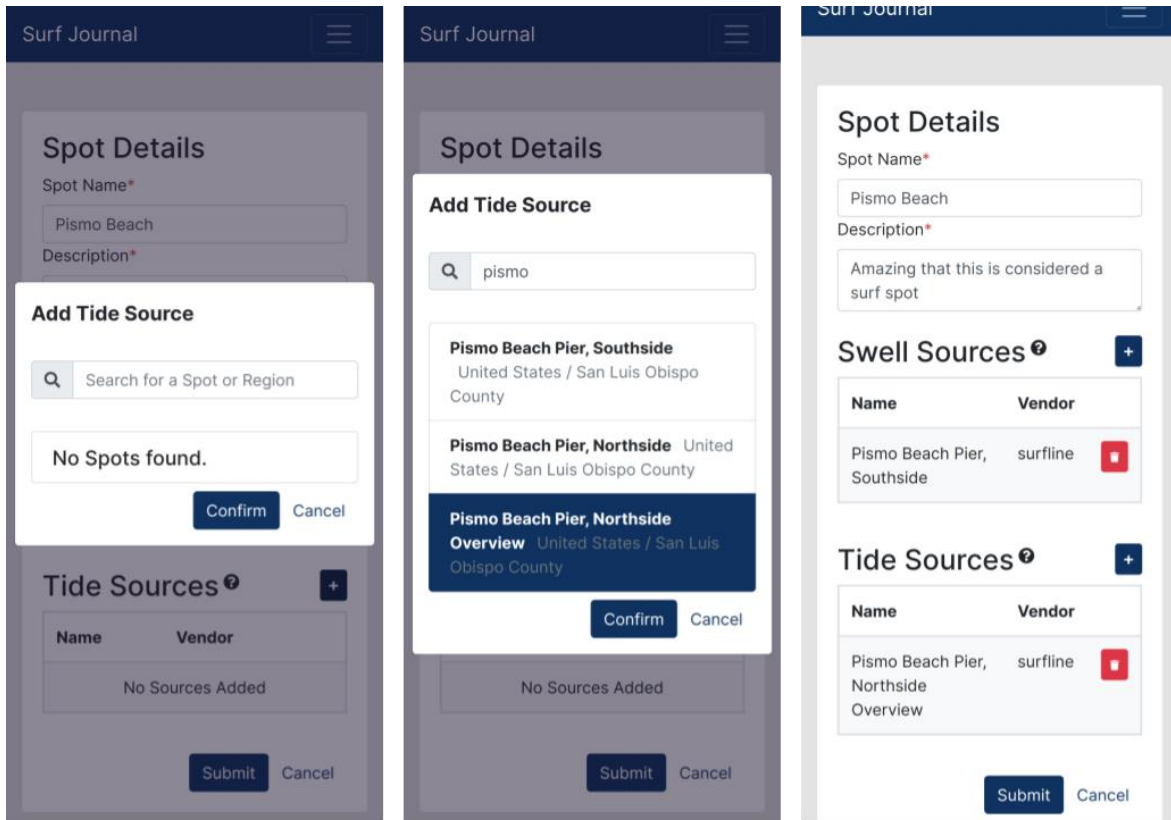 Surf Journal
Spot Details
Spot Name*
Pismo Beach
Description*
Add Tide Source
Search for a Spot or Region
No Spots found.
Confirm Cancel
Tide Sources
+
Name Vendor
No Sources Added
Submit Cancel
Surf Journal
Spot Details
Add Tide Source
pismo
Pismo Beach Pier, Southside
United States / San Luis Obispo
County
Pismo Beach Pier, Northside United
States / San Luis Obispo County
Pismo Beach Pier, Northside
Overview United States / San Luis
Obispo County
Confirm Cancel
No Sources Added
Submit Cancel
Surf Journal
Spot Details
Spot Name*
Pismo Beach
Description*
Amazing that this is considered a
surf spot
Swell Sources ?
+
Name Vendor
Pismo Beach Pier, surfline
Southside
Tide Sources ?
+
Name Vendor
Pismo Beach Pier, surfline
Northside
Overview
Submit Cancel